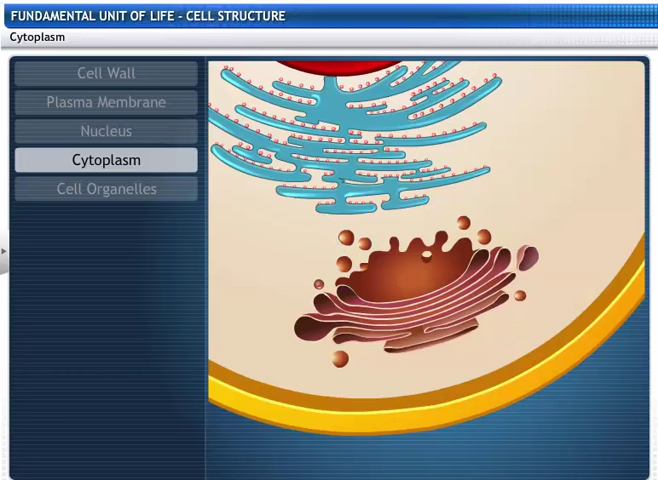 FUNDAMENTAL UNIT OF LIFE - CELL STRUCTURE
Cytoplasm
Cell Wall
Plasma Membrane
Nucleus
Cytoplasm
Cell Organelles